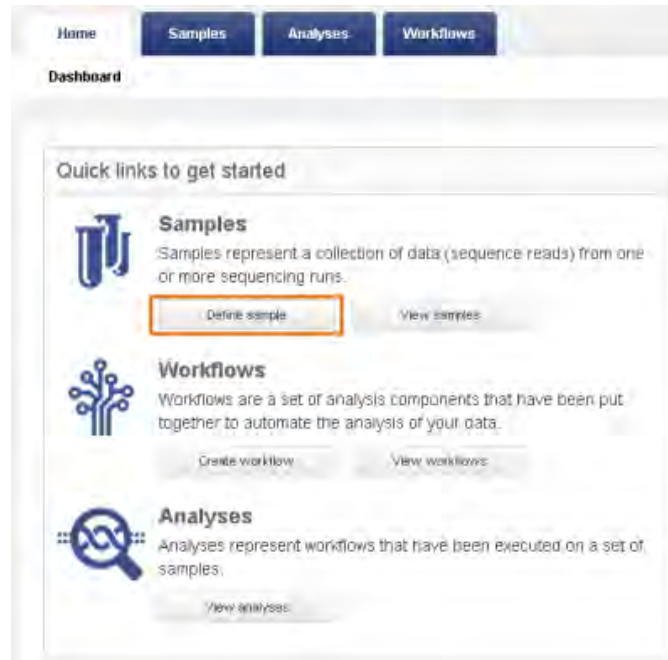 Home Samples Analyses Workflows
Dashboard
Quick links to get started
Samples
Samples represent a collection of data (sequence reads) from one
or more sequencing runs.
Define sample View samples
Workflows
Workflows are a set of analysis components that have been put
together to automate the analysis of your data.
Create workflow View workflows
Analyses
Analyses represent workflows that have been executed on a set of
samples.
View analyses